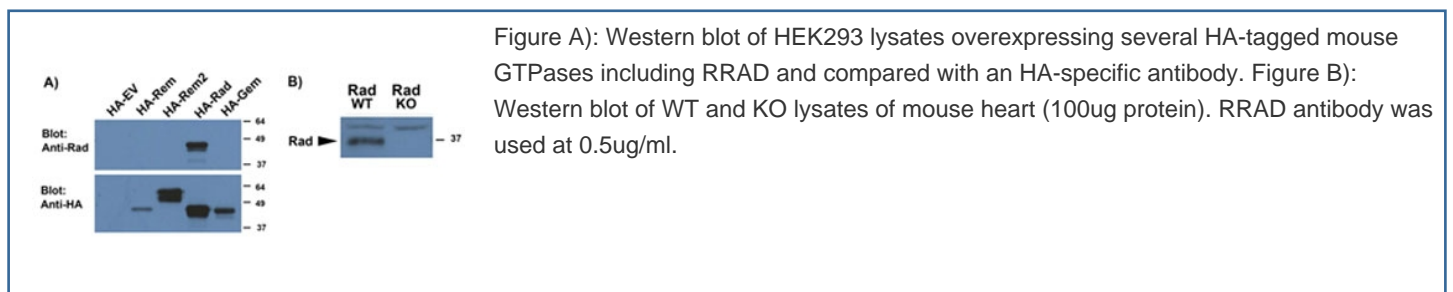 Figure A): Western blot of HEK293 lysates overexpressing several HA-tagged mouse
GTPases including RRAD and compared with an HA-specific antibody. Figure B):
Western blot of WT and KO lysates of mouse heart (100ug protein). RRAD antibody was
used at 0.5ug/ml.
A)
HA-EV
HA-Rem
HA-Rem2
HA-Rad
HA-Gem
Blot:
Anti-Rad
64
49
37
Blot:
Anti-HA
64
49
37
B)
Rad Rad
WT KO
Rad
37